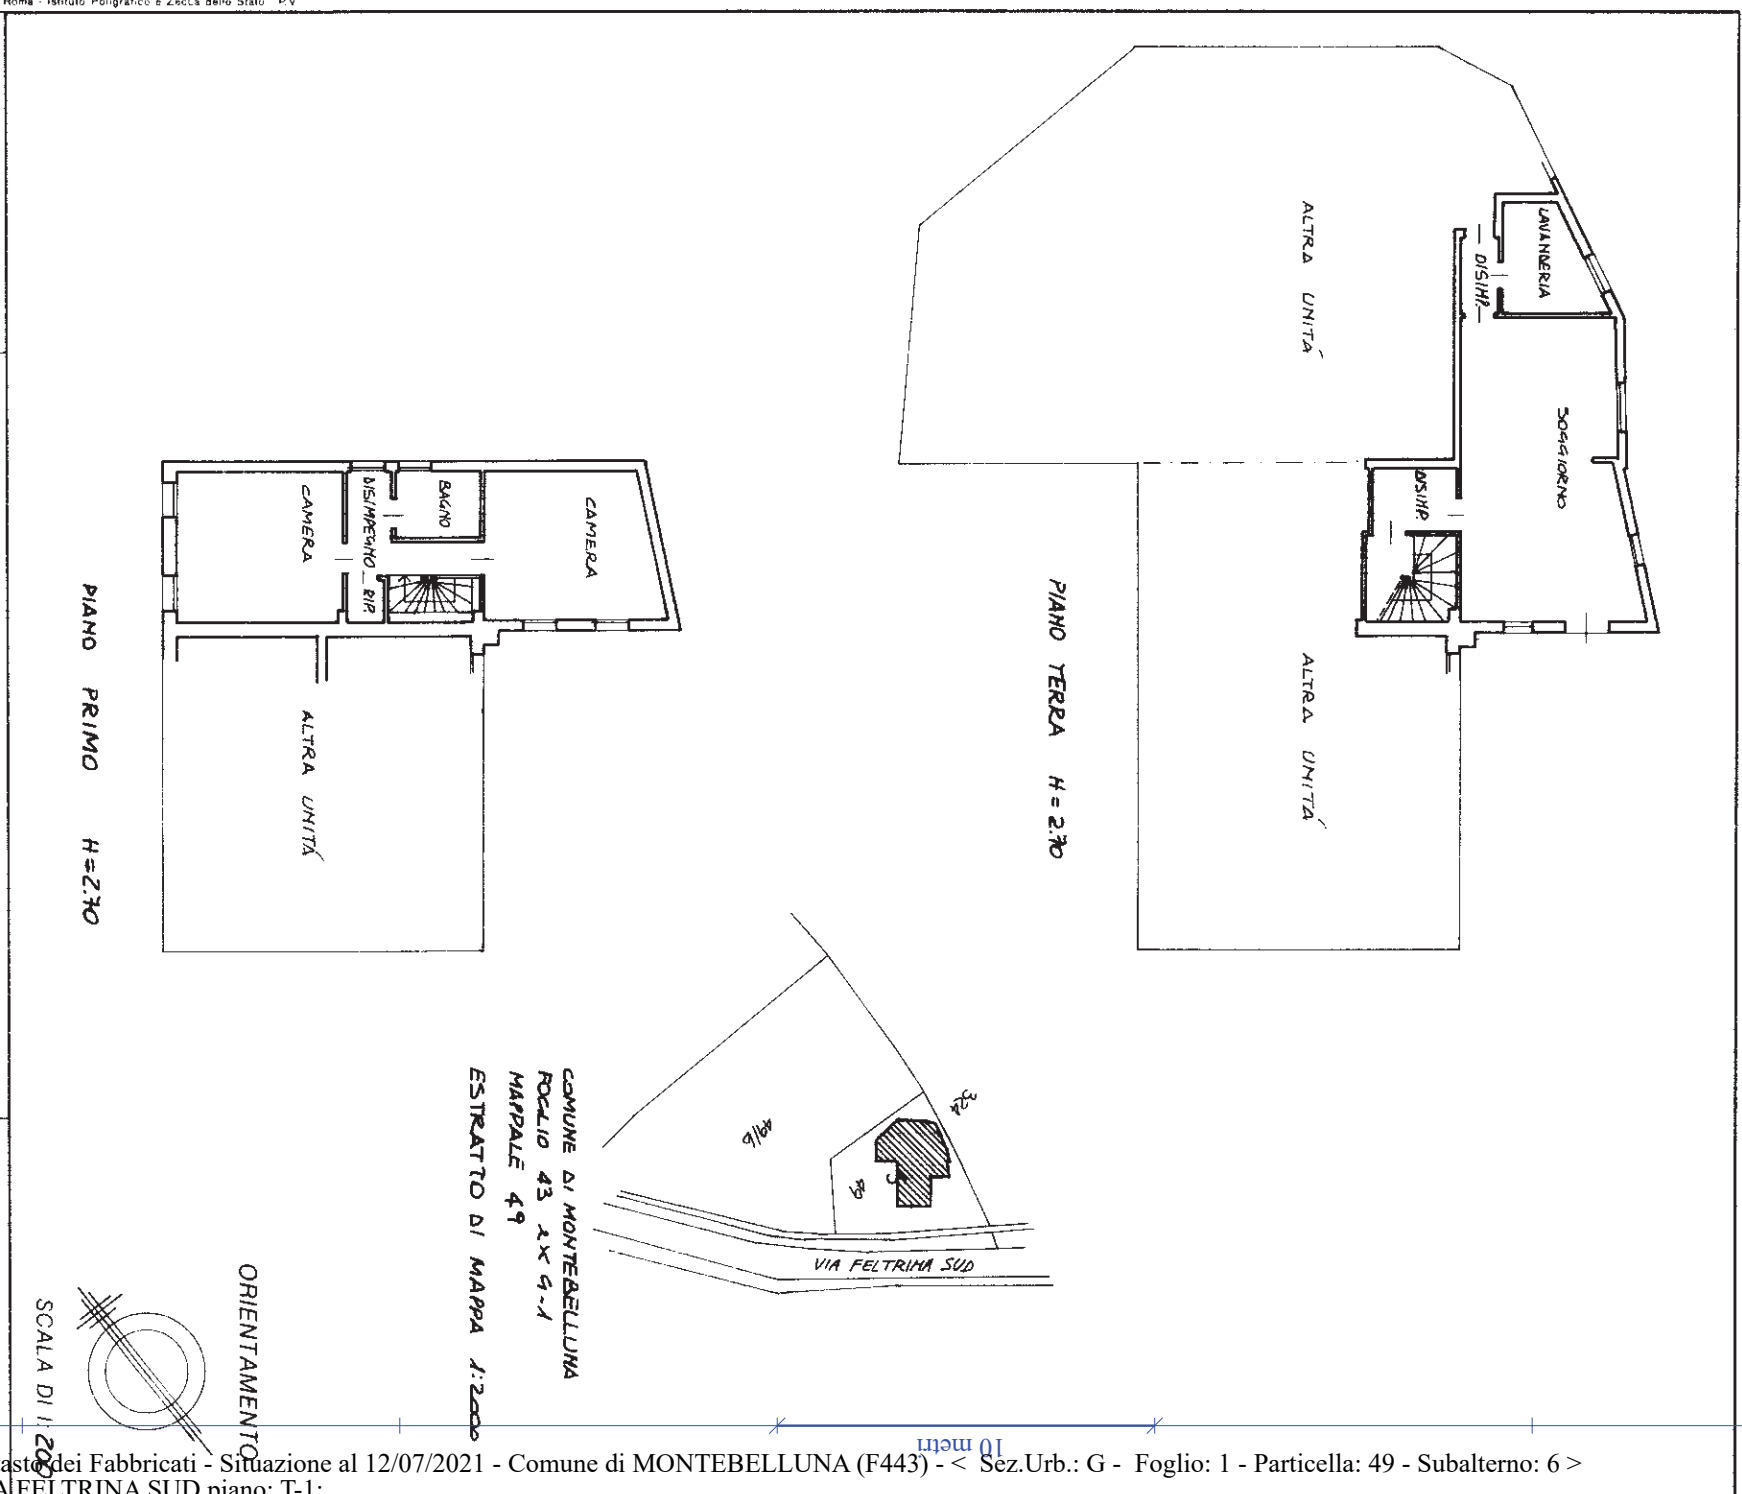 Roma - Istituto Poligrafico e Zecca dello Stato P.V
ALTRA UNITÀ
LAVANDERIA
DISIMP.
SOGGIORNO
DISIMP.
ALTRA UNITÀ
PIANO TERRA H = 2.70
CAMERA
DISIMPEGNO
RIP.
BAGNO
CAMERA
ALTRA UNITÀ
PIANO PRIMO H = 2.70
324
49/b
VIA FELTRINA SUD
COMUNE DI MONTEBELLUNA
FOGLIO 43 G-1
MAPPALE 49
ESTRATTO DI MAPPA 1:2000
ORIENTAMENTO
SCALA DI 1:200
10 metri
asto dei Fabbricati - Situazione al 12/07/2021 - Comune di MONTEBELLUNA (F443) - < Sez.Urb.: G - Foglio: 1 - Particella: 49 - Subalterno: 6 >
A FELTRINA SUD piano: T-1;